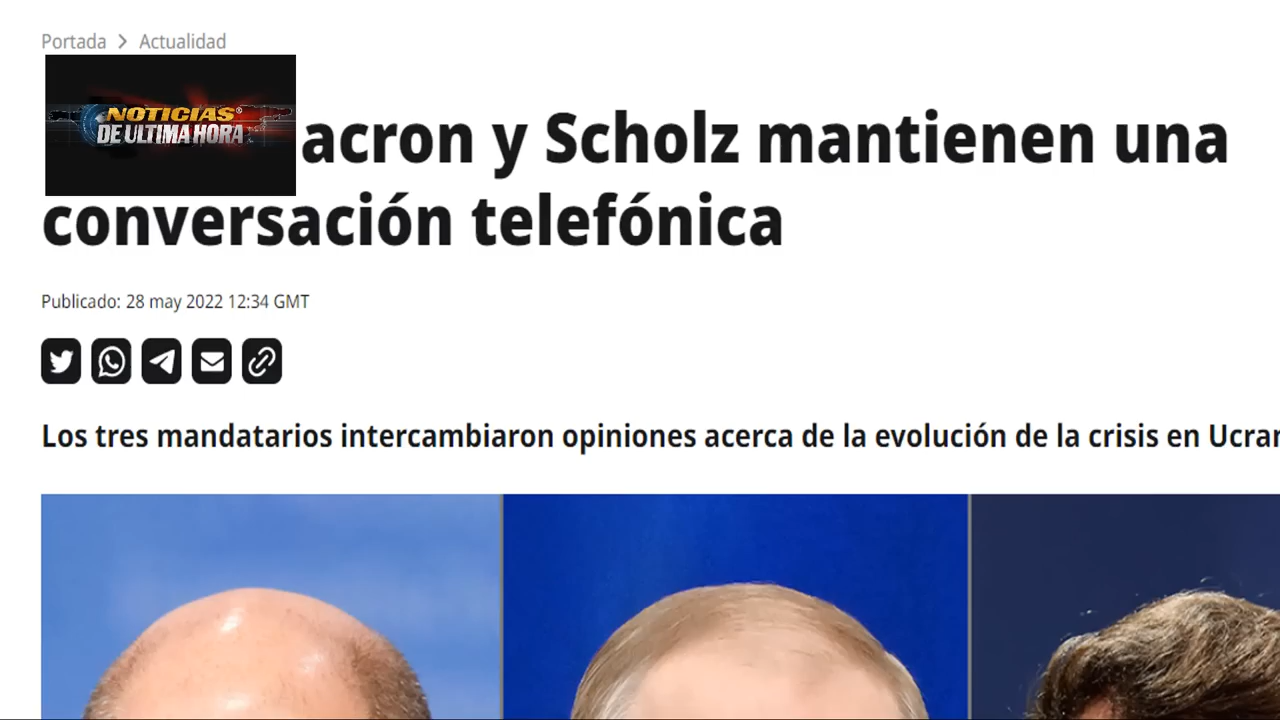 Portada > Actualidad
NOTICIAS®
DE ULTIMA HORA
acron y Scholz mantienen una
conversación telefónica
Publicado: 28 may 2022 12:34 GMT
Los tres mandatarios intercambiaron opiniones acerca de la evolución de la crisis en Ucran